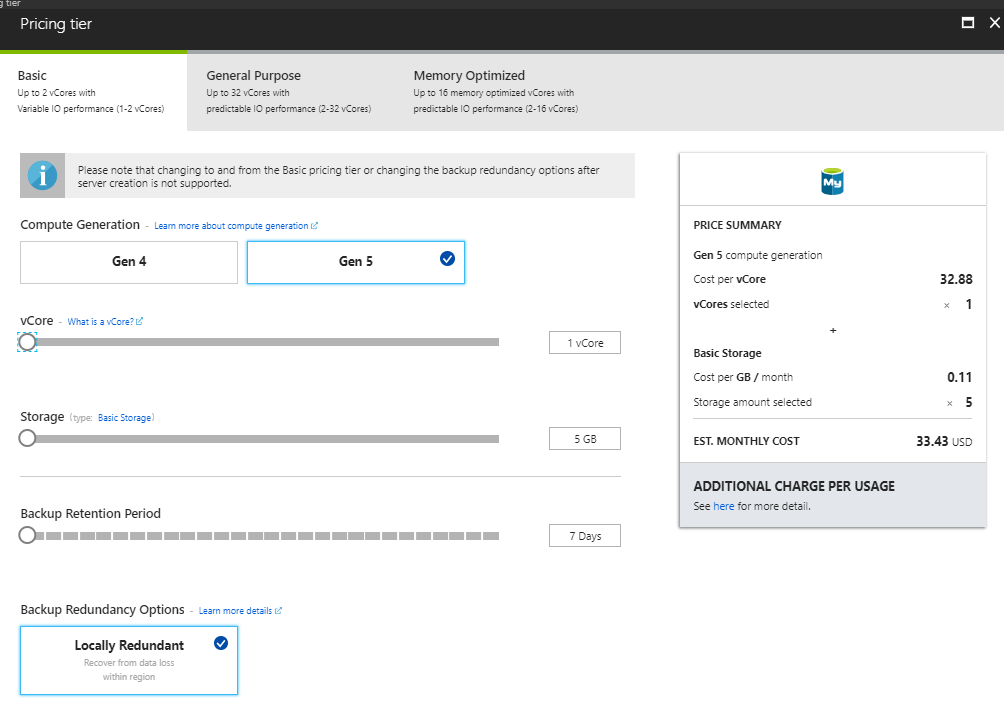 g tier
Pricing tier
Basic
Up to 2 vCores with
Variable IO performance (1-2 vCores)
General Purpose
Up to 32 vCores with
predictable IO performance (2-32 vCores)
Memory Optimized
Up to 16 memory optimized vCores with
predictable IO performance (2-16 vCores)
Please note that changing to and from the Basic pricing tier or changing the backup redundancy options after
server creation is not supported.
Compute Generation - Learn more about compute generation
Gen 4
Gen 5
vCore - What is a vCore?
1 vCore
Storage (type: Basic Storage)
5 GB
Backup Retention Period
7 Days
Backup Redundancy Options - Learn more details
Locally Redundant
Recover from data loss
within region
My
PRICE SUMMARY
Gen 5 compute generation
Cost per vCore 32.88
vCores selected × 1
+
Basic Storage
Cost per GB / month 0.11
Storage amount selected × 5
EST. MONTHLY COST 33.43 USD
ADDITIONAL CHARGE PER USAGE
See here for more detail.